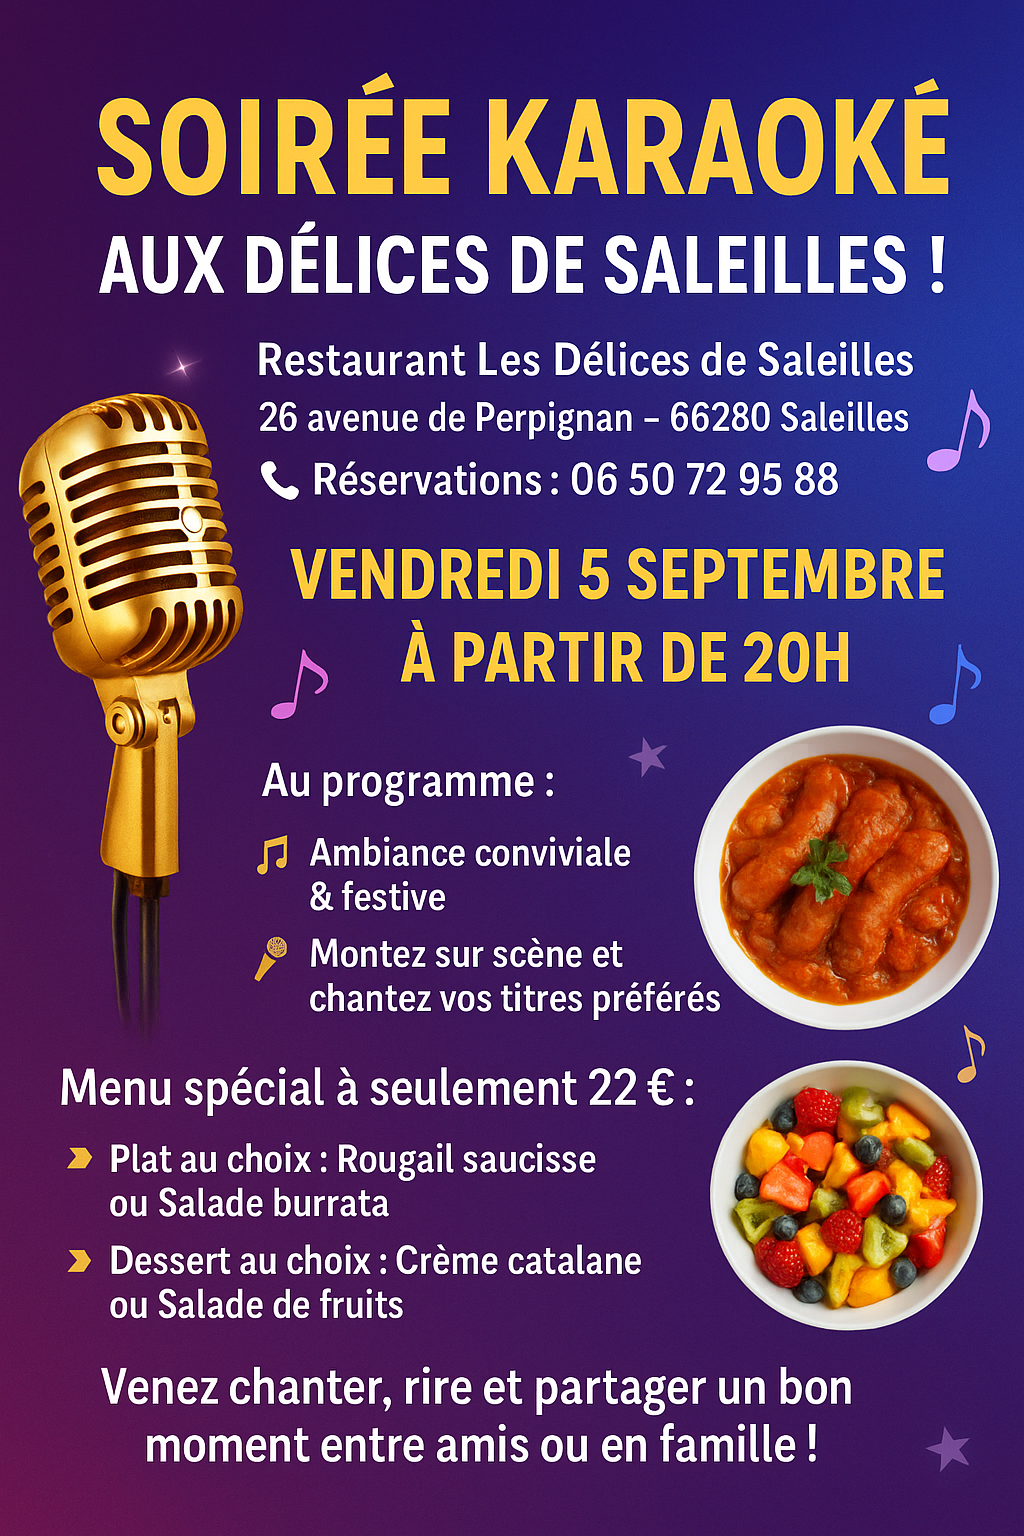 SOIRÉE KARAOKÉ
AUX DÉLICES DE SALEILLES !
Restaurant Les Délices de Saleilles
26 avenue de Perpignan – 66280 Saleilles
Réservations : 06 50 72 95 88
VENDREDI 5 SEPTEMBRE
À PARTIR DE 20H
Au programme :
Ambiance conviviale
& festive
Montez sur scène et
chantez vos titres préférés
Menu spécial à seulement 22 € :
Plat au choix : Rougail saucisse
ou Salade burrata
Dessert au choix : Crème catalane
ou Salade de fruits
Venez chanter, rire et partager un bon
moment entre amis ou en famille !